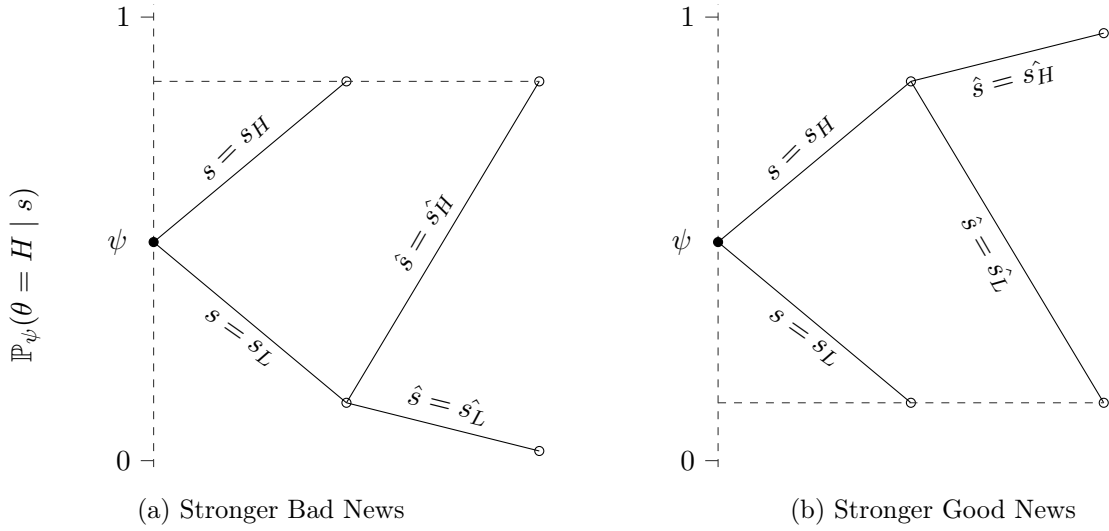 1
s = s_H
ŝ = ŝ_H
ψ
s = s_L
ŝ = ŝ_L
0
ℙ_ψ(θ = H | s)
(a) Stronger Bad News
1
ŝ = ŝ_H
s = s_H
ŝ = ŝ_L
ψ
s = s_L
0
(b) Stronger Good News